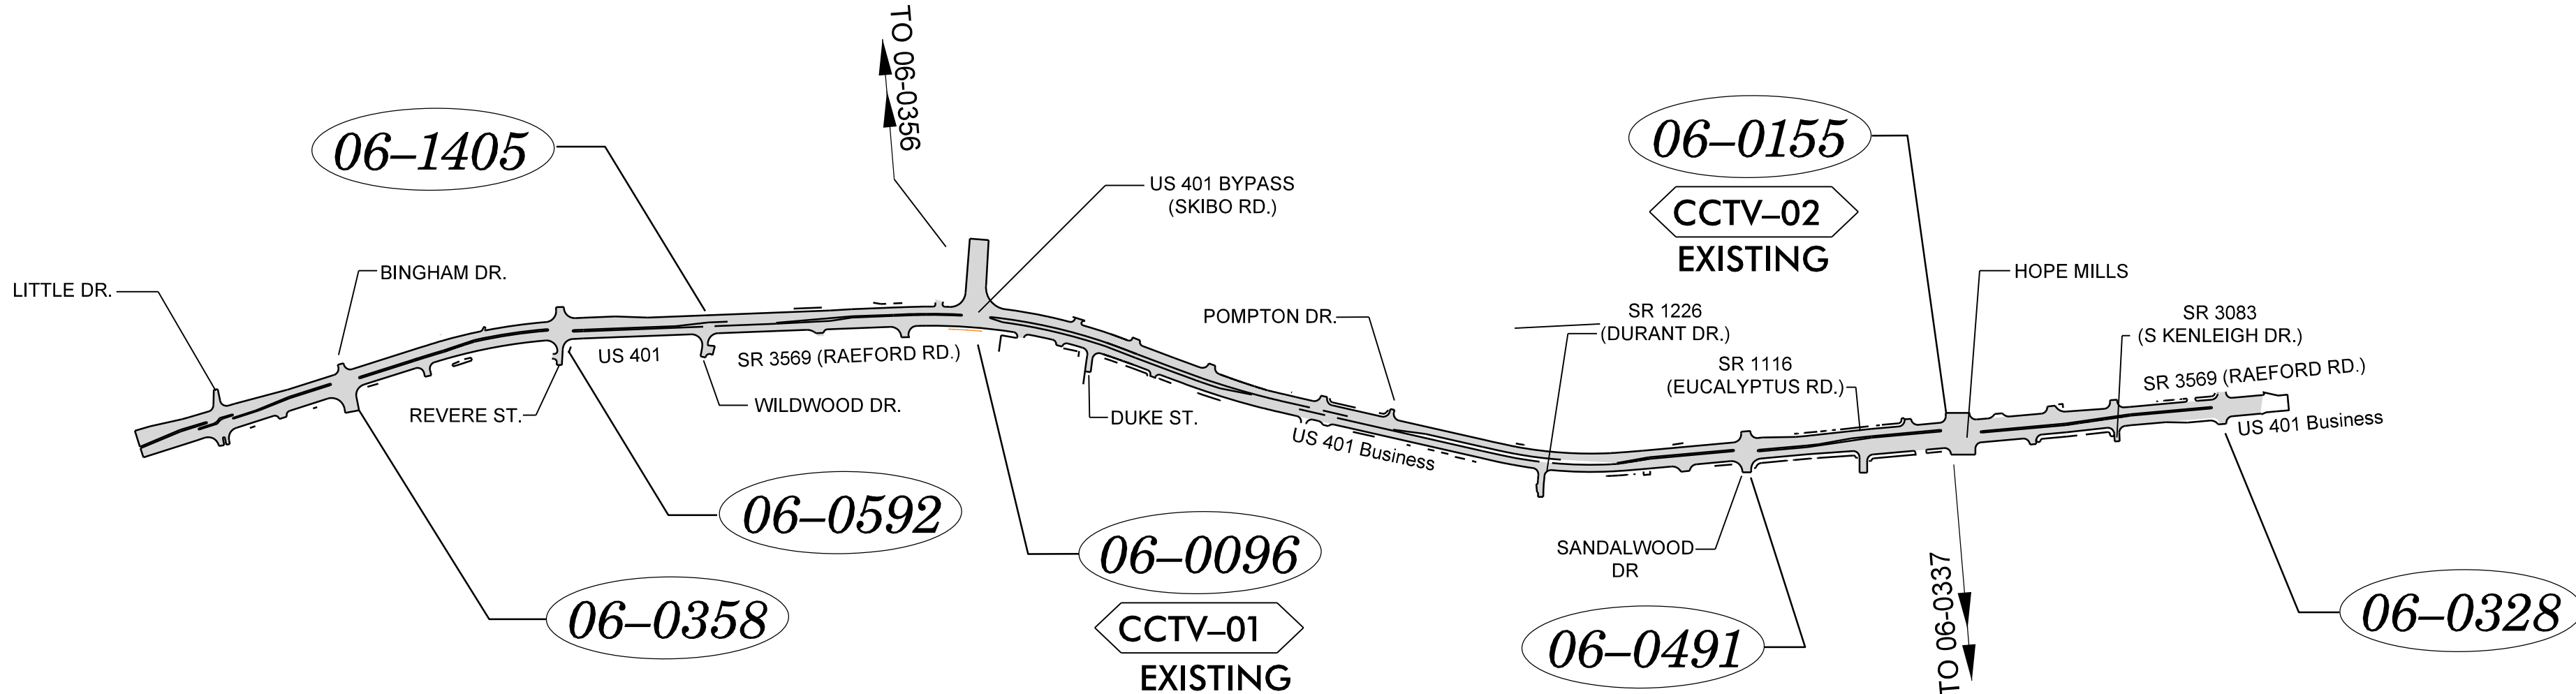 TO 06-0356
06-1405
06-0155
US 401 BYPASS
(SKIBO RD.)
CCTV-02
EXISTING
LITTLE DR.
BINGHAM DR.
HOPE MILLS
POMPTON DR.
SR 1226
(DURANT DR.)
SR 3083
(S KENLEIGH DR.)
US 401
SR 3569 (RAEFORD RD.)
SR 1116
(EUCALYPTUS RD.)
SR 3569 (RAEFORD RD.)
REVERE ST.
WILDWOOD DR.
DUKE ST.
US 401 Business
US 401 Business
06-0592
06-0096
SANDALWOOD
DR
TO 06-0337
06-0358
CCTV-01
EXISTING
06-0491
06-0328